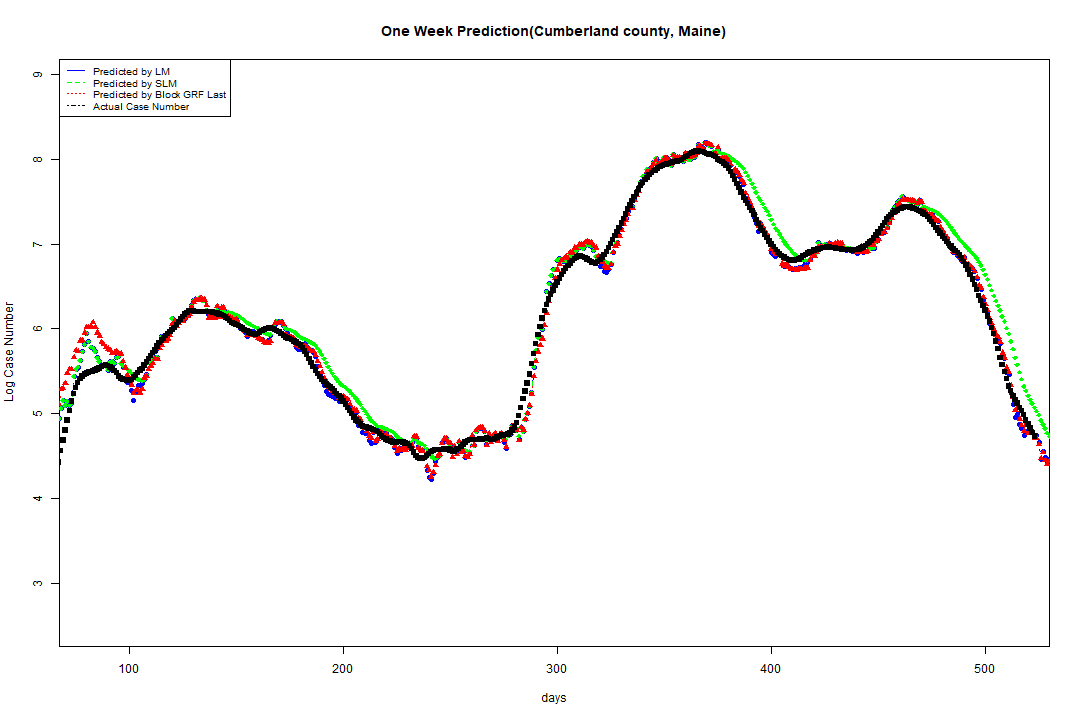 One Week Prediction(Cumberland county, Maine)
Predicted by LM
Predicted by SLM
Predicted by Block GRF Last
Actual Case Number
9
8
7
6
5
4
3
Log Case Number
100 200 300 400 500
days